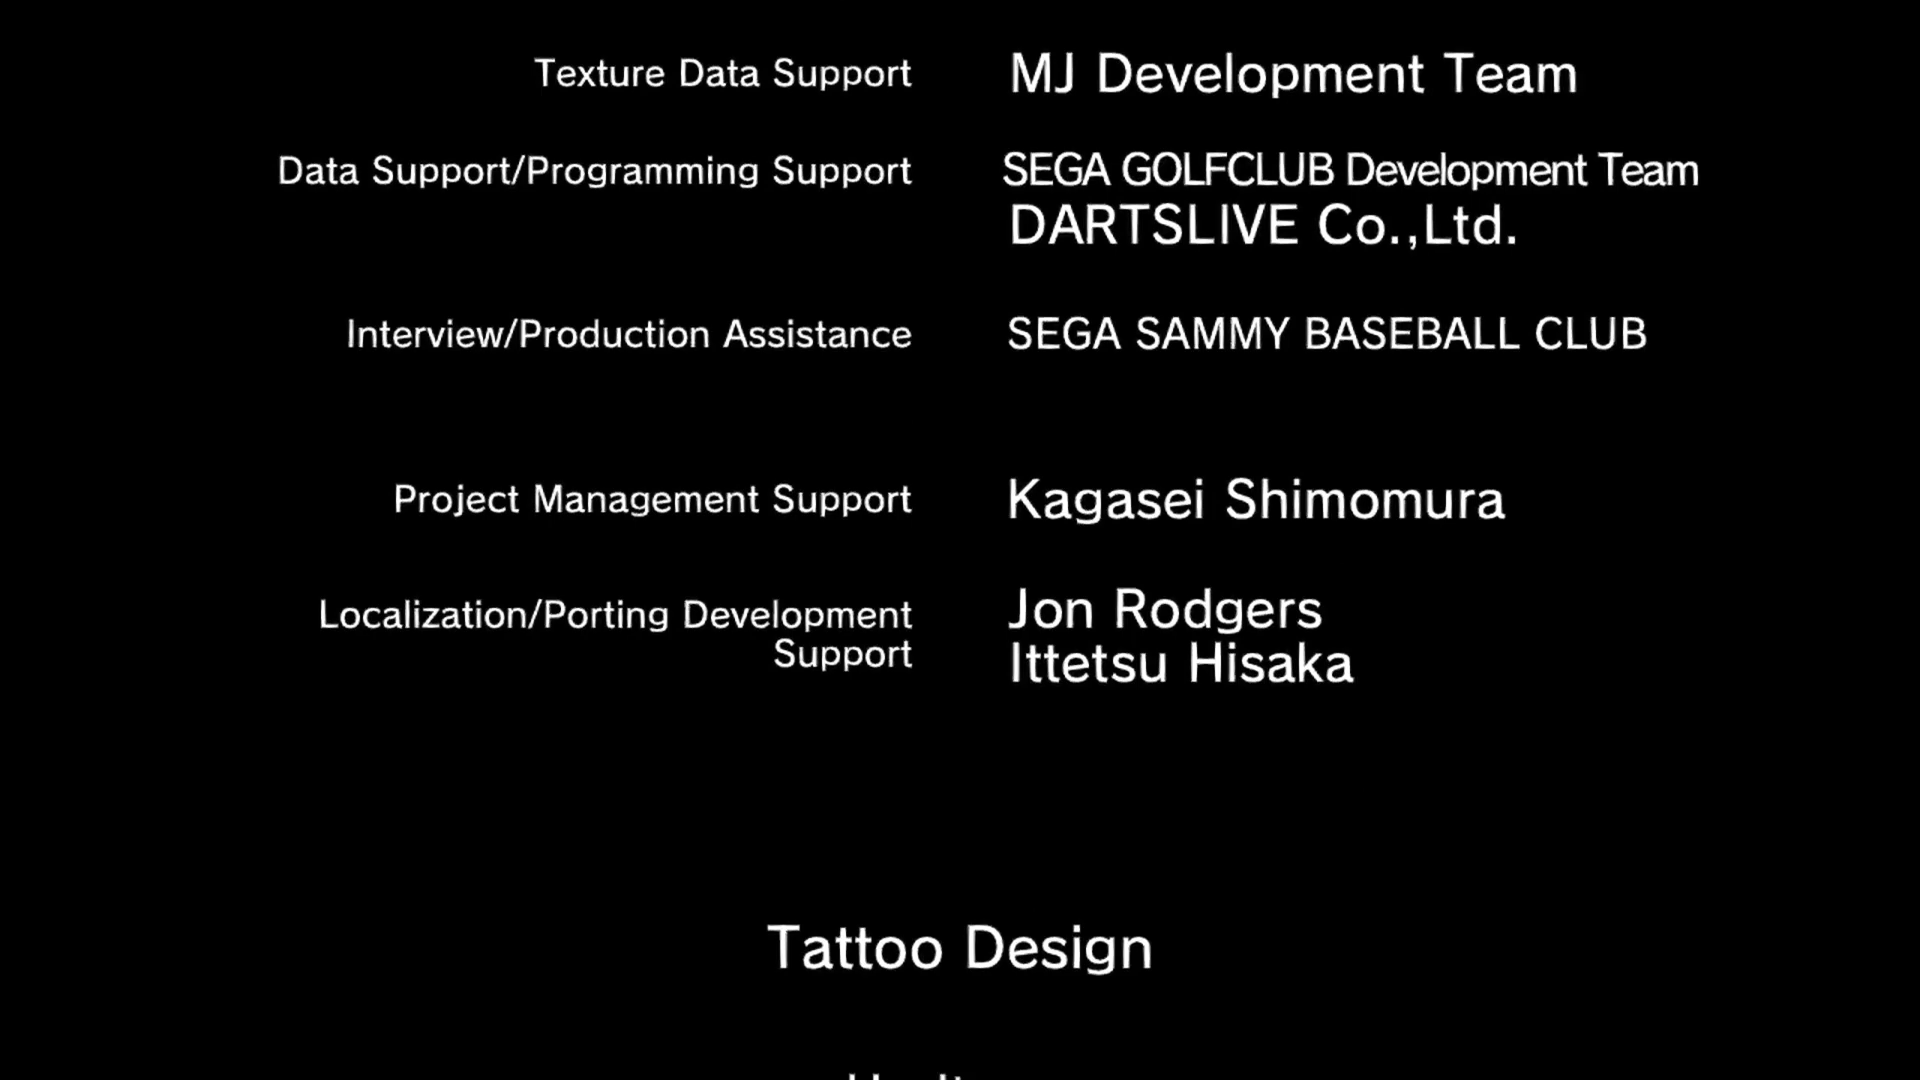 Texture Data Support MJ Development Team
Data Support/Programming Support SEGA GOLFCLUB Development Team
DARTSLIVE Co.,Ltd.
Interview/Production Assistance SEGA SAMMY BASEBALL CLUB
Project Management Support Kagasei Shimomura
Localization/Porting Development Jon Rodgers
Support Ittetsu Hisaka
Tattoo Design